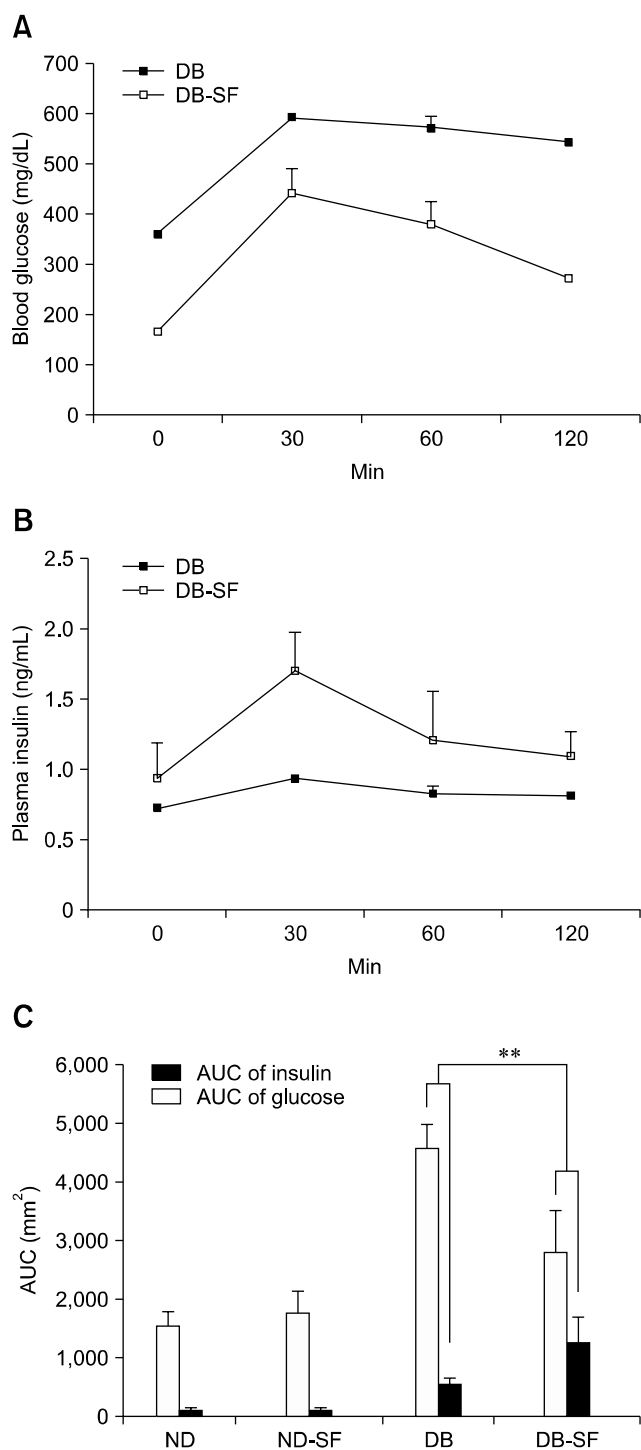 A
700
600
500
400
300
200
100
0
Blood glucose (mg/dL)
DB
DB-SF
0 30 60 120
Min
B
2.5
2.0
1.5
1.0
0.5
0
Plasma insulin (ng/mL)
DB
DB-SF
0 30 60 120
Min
C
6,000
5,000
4,000
3,000
2,000
1,000
0
AUC (mm²)
AUC of insulin
AUC of glucose
**
ND ND-SF DB DB-SF